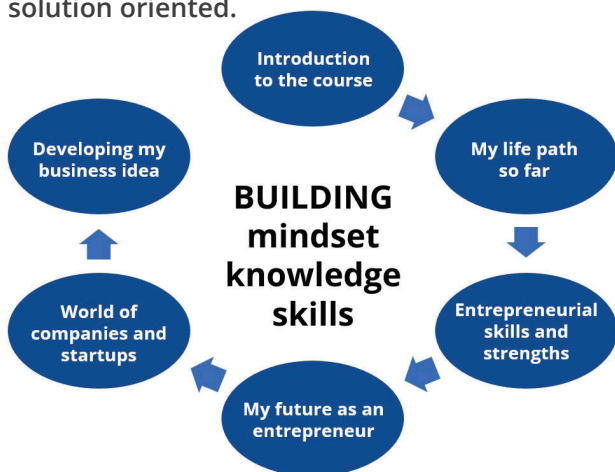 solution oriented.
Introduction
to the course
My life path
so far
Entrepreneurial
skills and
strengths
My future as an
entrepreneur
World of
companies and
startups
Developing my
business idea
BUILDING
mindset
knowledge
skills